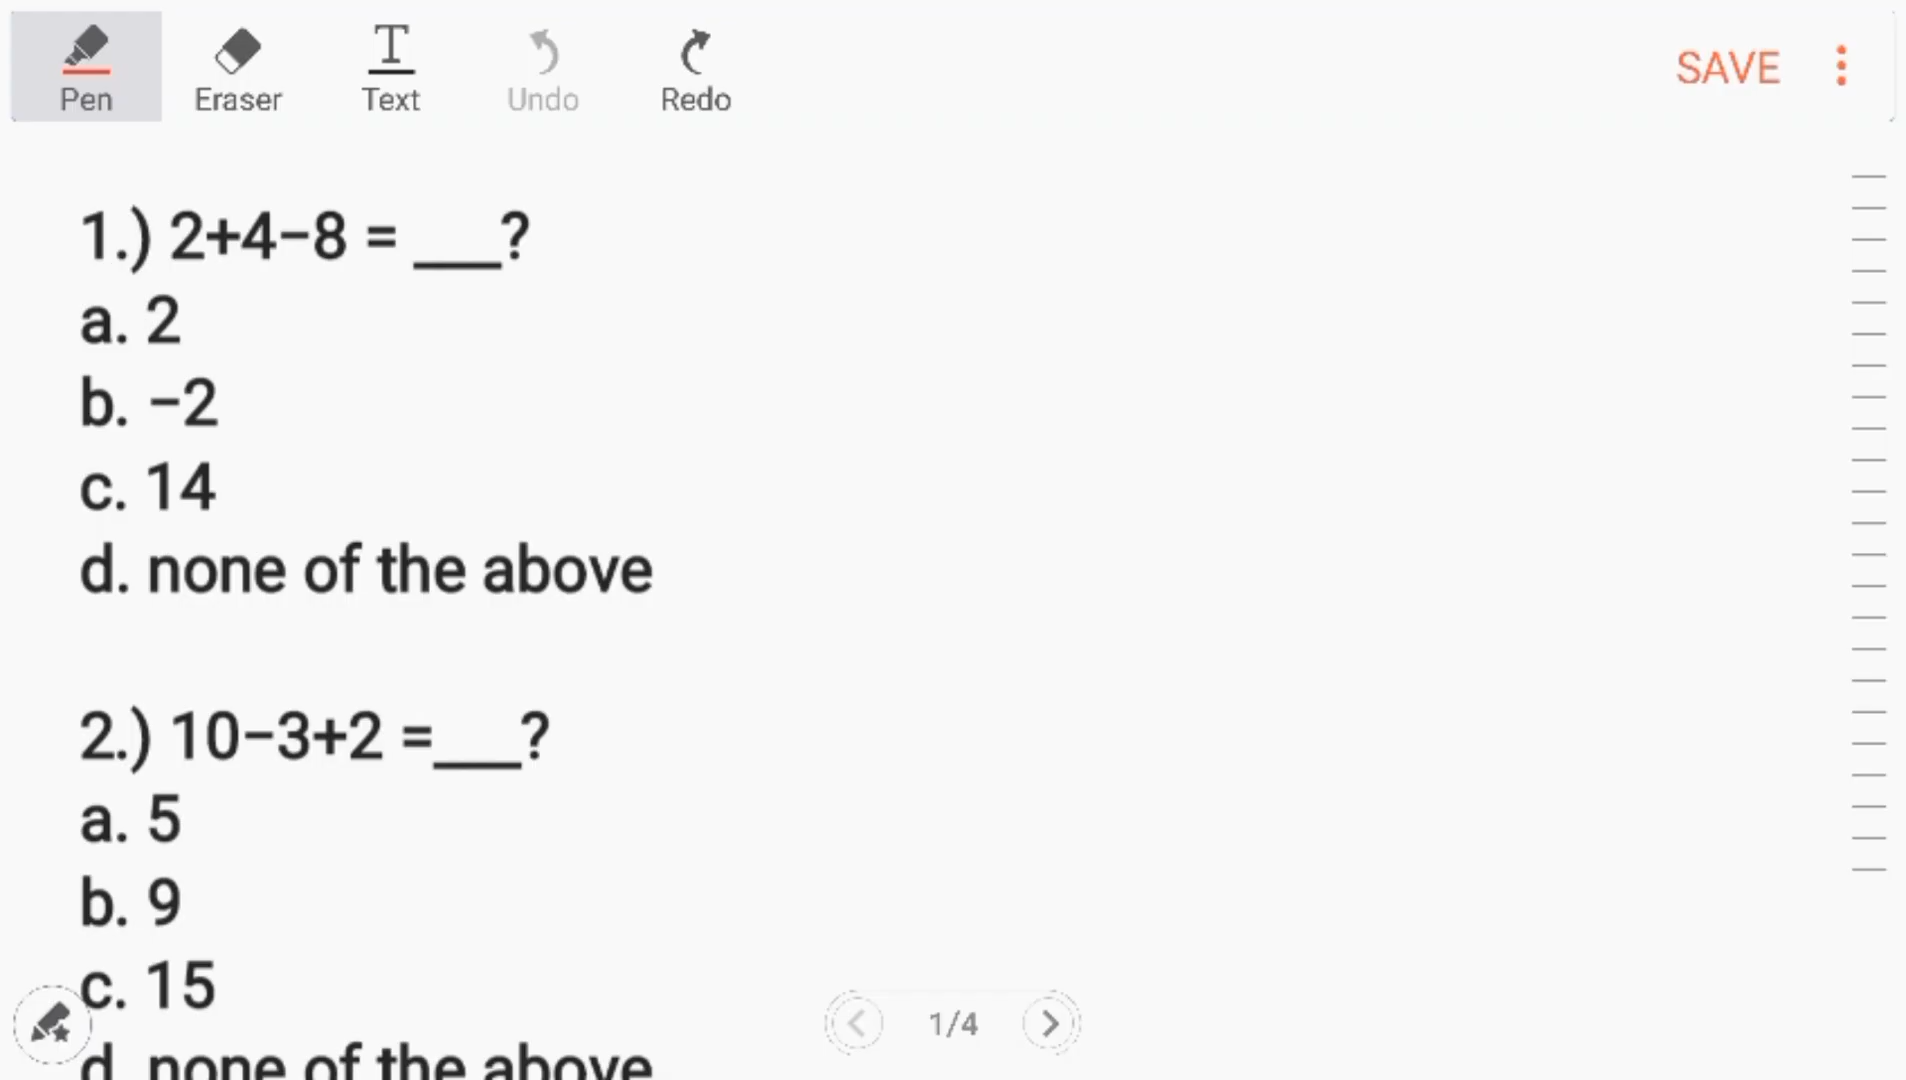 Pen Eraser Text Undo Redo SAVE
1.) 2+4−8 = ___?
a. 2
b. −2
c. 14
d. none of the above
2.) 10−3+2 =___?
a. 5
b. 9
c. 15
d. none of the above
1/4